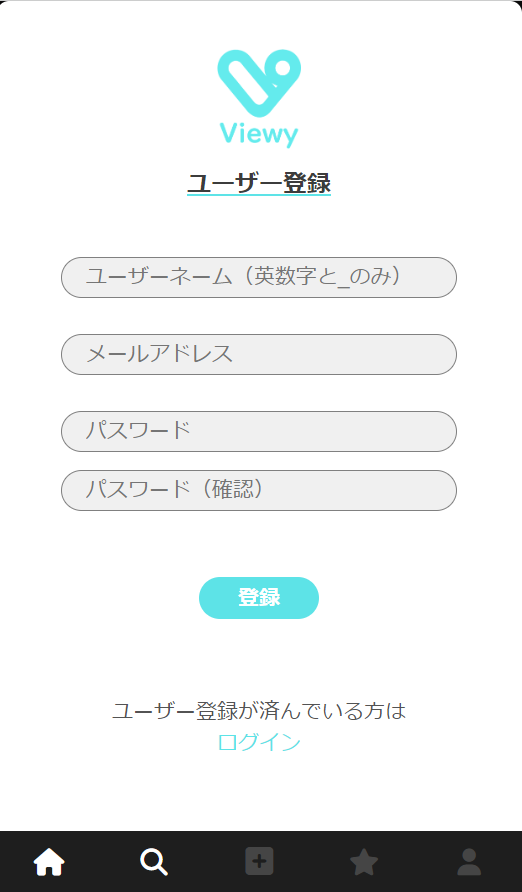 Viewy
ユーザー登録
ユーザーネーム（英数字と_のみ）
メールアドレス
パスワード
パスワード（確認）
登録
ユーザー登録が済んでいる方は
ログイン